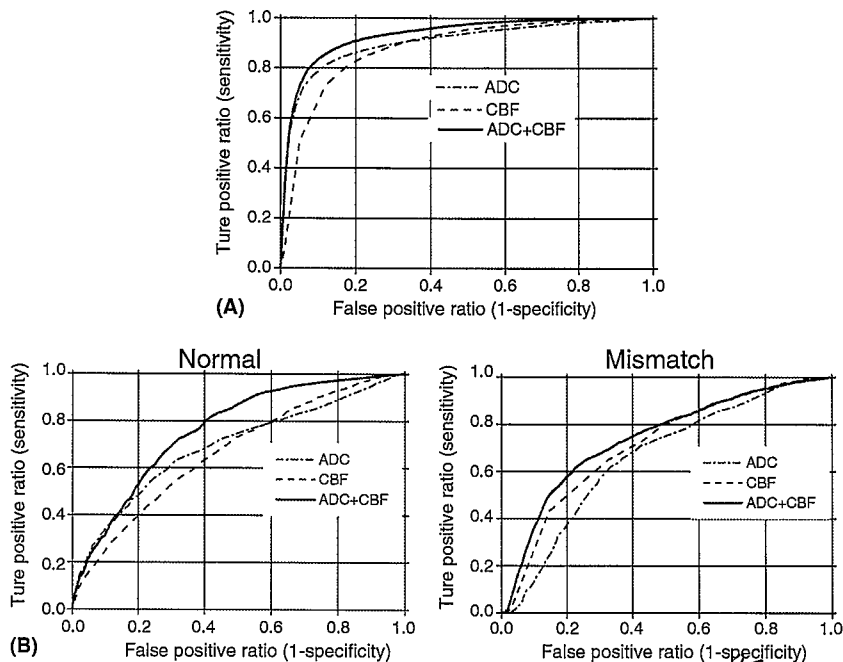 Ture positive ratio (sensitivity)
1.0
0.8
0.6
0.4
0.2
0.0
ADC
CBF
ADC+CBF
0.0 0.2 0.4 0.6 0.8 1.0
(A)
False positive ratio (1-specificity)
Normal
Ture positive ratio (sensitivity)
1.0
0.8
0.6
0.4
0.2
0.0
ADC
CBF
ADC+CBF
0.0 0.2 0.4 0.6 0.8 1.0
(B)
False positive ratio (1-specificity)
Mismatch
Ture positive ratio (sensitivity)
1.0
0.8
0.6
0.4
0.2
0.0
ADC
CBF
ADC+CBF
0.0 0.2 0.4 0.6 0.8 1.0
False positive ratio (1-specificity)